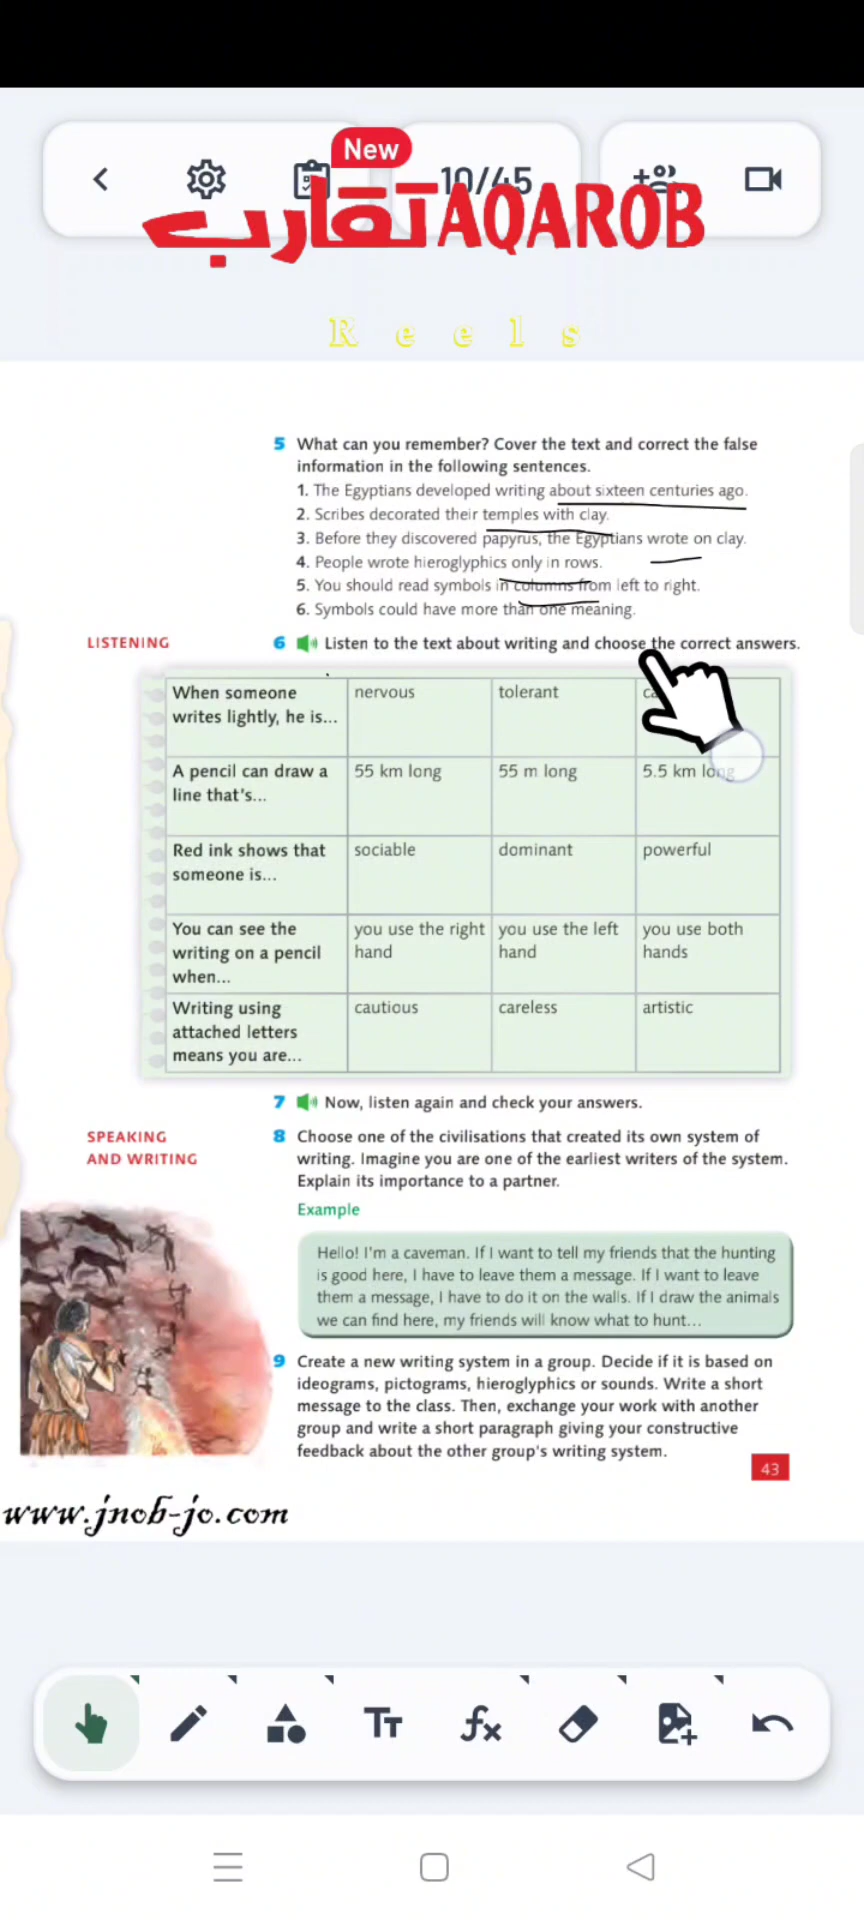 New
10/45
تقارب AQAROB
Reels
5 What can you remember? Cover the text and correct the false
information in the following sentences.
1. The Egyptians developed writing about sixteen centuries ago.
2. Scribes decorated their temples with clay.
3. Before they discovered papyrus, the Egyptians wrote on clay.
4. People wrote hieroglyphics only in rows.
5. You should read symbols in columns from left to right.
6. Symbols could have more than one meaning.
LISTENING
6 Listen to the text about writing and choose the correct answers.
When someone nervous tolerant
writes lightly, he is...
A pencil can draw a 55 km long 55 m long 5.5 km long
line that's...
Red ink shows that sociable dominant powerful
someone is...
You can see the you use the right you use the left you use both
writing on a pencil hand hand hands
when...
Writing using cautious careless artistic
attached letters
means you are...
7 Now, listen again and check your answers.
SPEAKING
AND WRITING
8 Choose one of the civilisations that created its own system of
writing. Imagine you are one of the earliest writers of the system.
Explain its importance to a partner.
Example
Hello! I'm a caveman. If I want to tell my friends that the hunting
is good here, I have to leave them a message. If I want to leave
them a message, I have to do it on the walls. If I draw the animals
we can find here, my friends will know what to hunt...
9 Create a new writing system in a group. Decide if it is based on
ideograms, pictograms, hieroglyphics or sounds. Write a short
message to the class. Then, exchange your work with another
group and write a short paragraph giving your constructive
feedback about the other group's writing system.
43
www.jnob-jo.com
Tт
fx